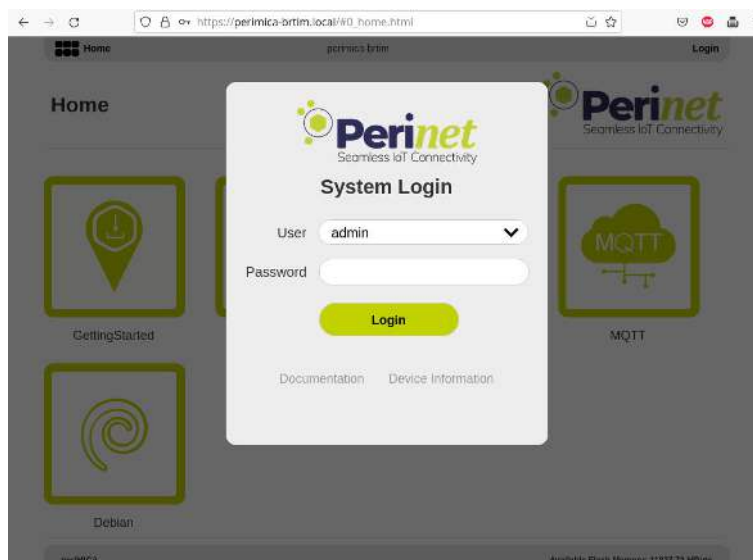 https://perimica-brtim.local/#0_home.html
Home
perimica-brtim
Login
Home
Perinet
Seamless IoT Connectivity
Perinet
Seamless IoT Connectivity
System Login
User
admin
Password
Login
Documentation
Device Information
GettingStarted
MQTT
MQTT
Debian
periMICA